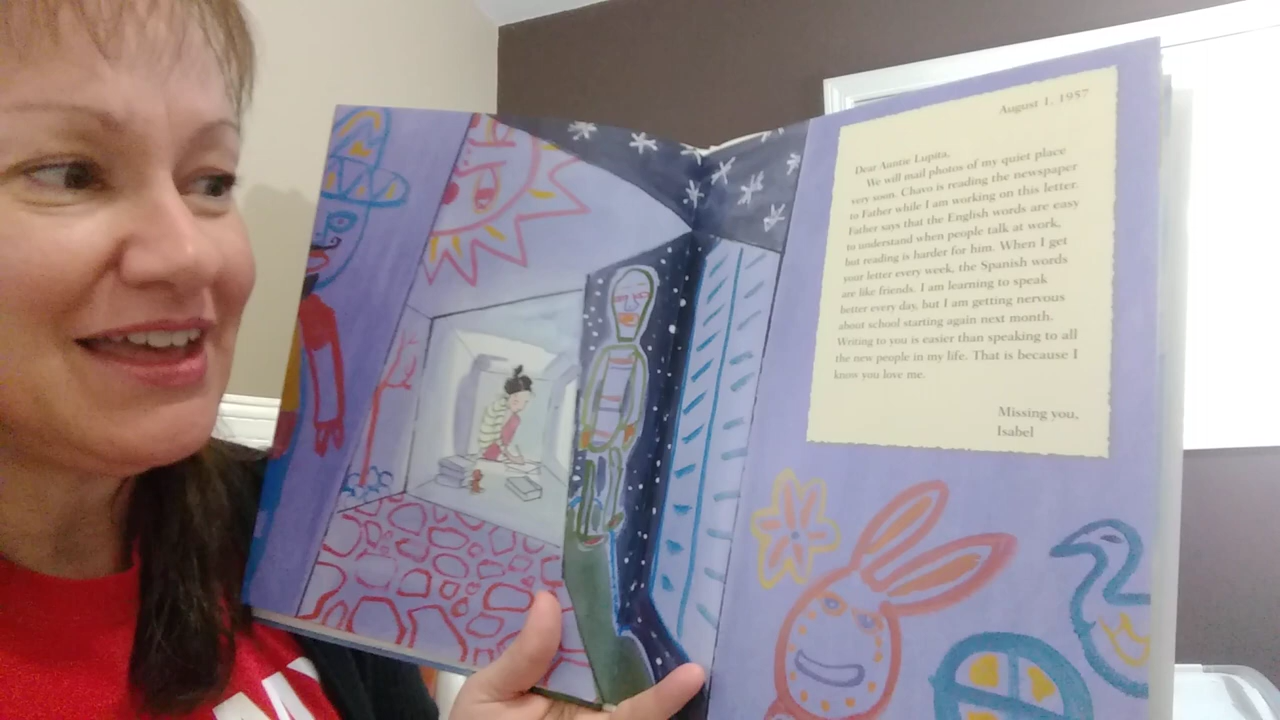 August 1, 1957
Dear Auntie Lupita,
We will mail photos of my quiet place
very soon. Chavo is reading the newspaper
to Father while I am working on this letter.
Father says that the English words are easy
to understand when people talk at work,
but reading is harder for him. When I get
your letter every week, the Spanish words
are like friends. I am learning to speak
better every day, but I am getting nervous
about school starting again next month.
Writing to you is easier than speaking to all
the new people in my life. That is because I
know you love me.
Missing you,
Isabel